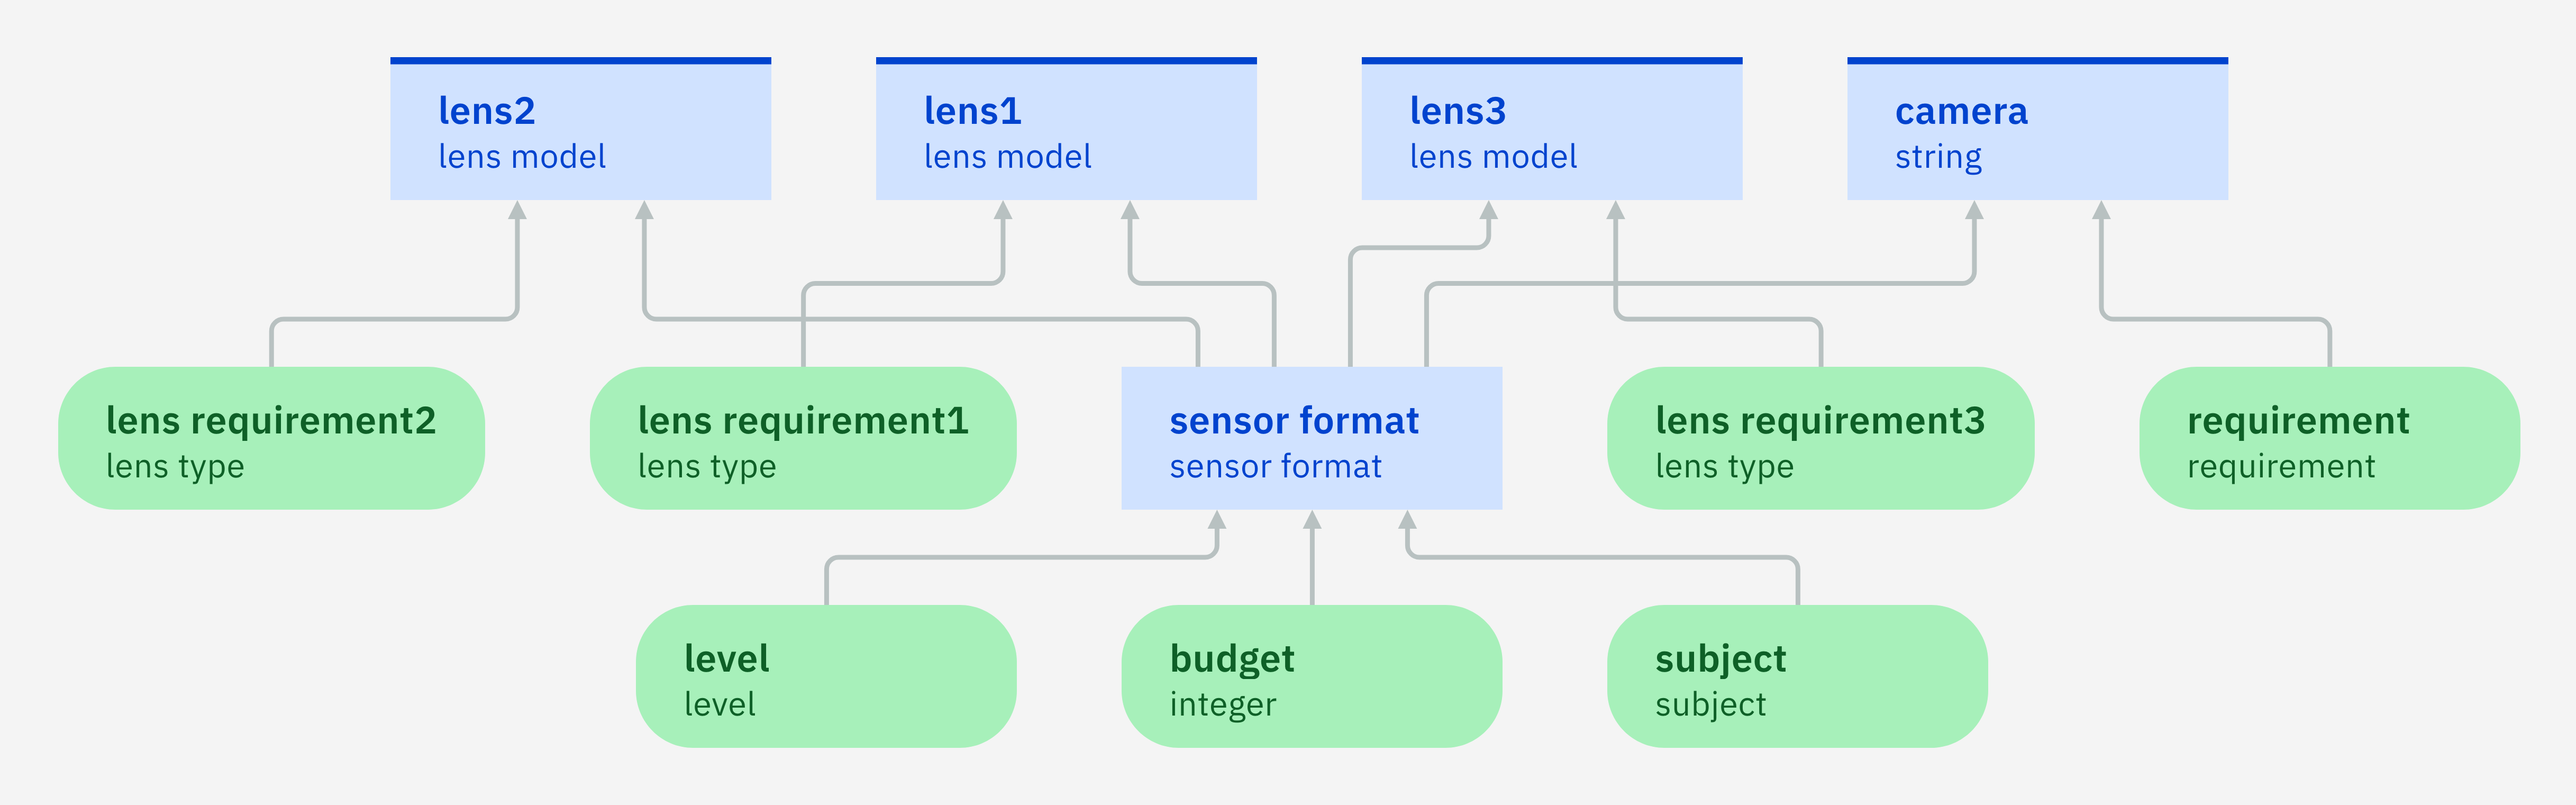 lens2
lens model
lens1
lens model
lens3
lens model
camera
string
lens requirement2
lens type
lens requirement1
lens type
sensor format
sensor format
lens requirement3
lens type
requirement
requirement
level
level
budget
integer
subject
subject